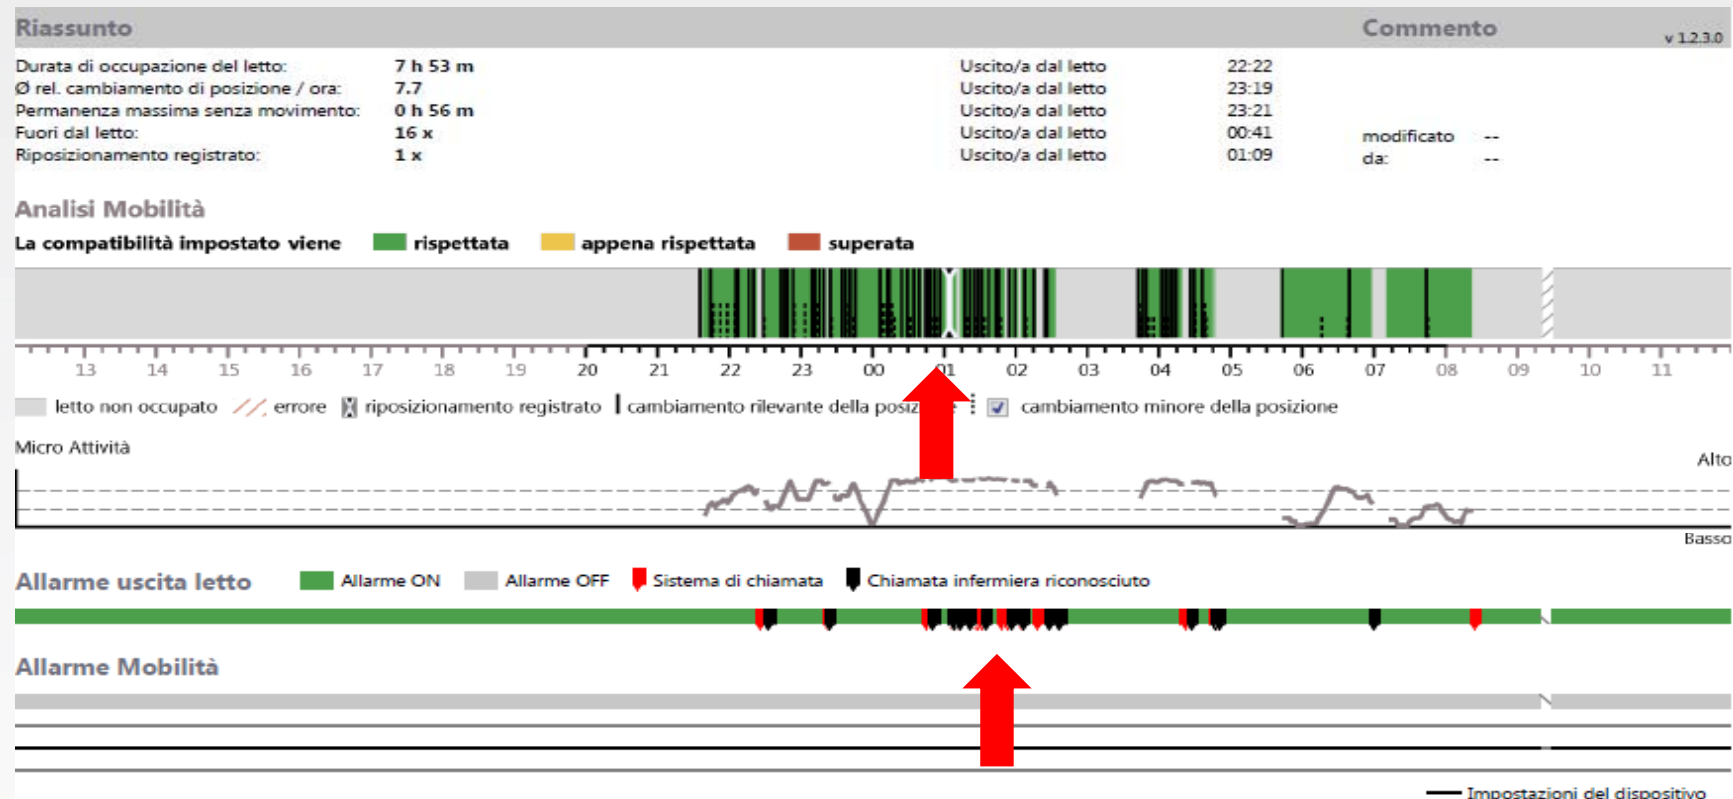 Riassunto Commento v 1.2.3.0
Durata di occupazione del letto: 7 h 53 m Uscito/a dal letto 22:22
Ø rel. cambiamento di posizione / ora: 7.7 Uscito/a dal letto 23:19
Permanenza massima senza movimento: 0 h 56 m Uscito/a dal letto 23:21
Fuori dal letto: 16 x Uscito/a dal letto 00:41 modificato --
Riposizionamento registrato: 1 x Uscito/a dal letto 01:09 da: --
Analisi Mobilità
La compatibilità impostato viene rispettata appena rispettata superata
13 14 15 16 17 18 19 20 21 22 23 00 01 02 03 04 05 06 07 08 09 10 11
letto non occupato errore riposizionamento registrato cambiamento rilevante della posiz e cambiamento minore della posizione
Micro Attività
Alto
Basso
Allarme uscita letto Allarme ON Allarme OFF Sistema di chiamata Chiamata infermiera riconosciuto
Allarme Mobilità
Impostazioni del dispositivo